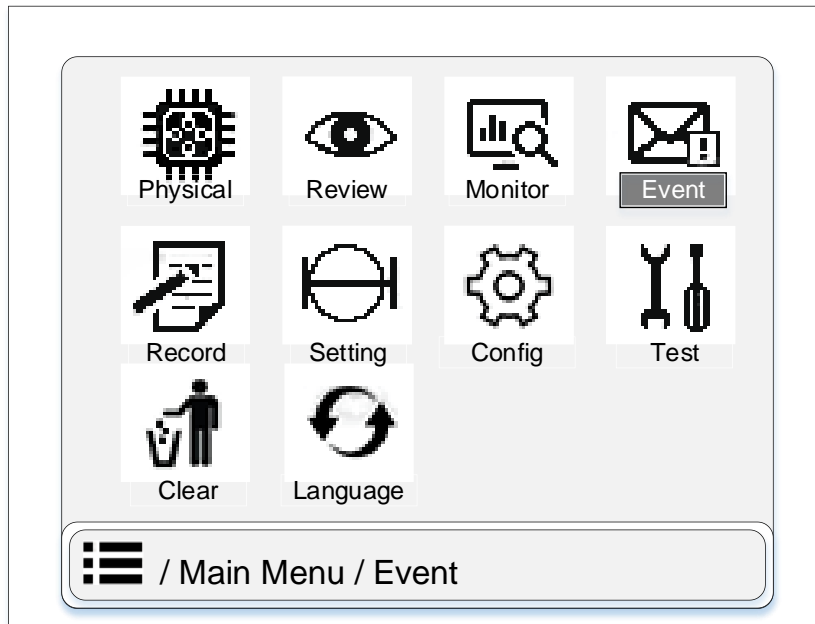 Physical Review Monitor Event
Record Setting Config Test
Clear Language
/ Main Menu / Event